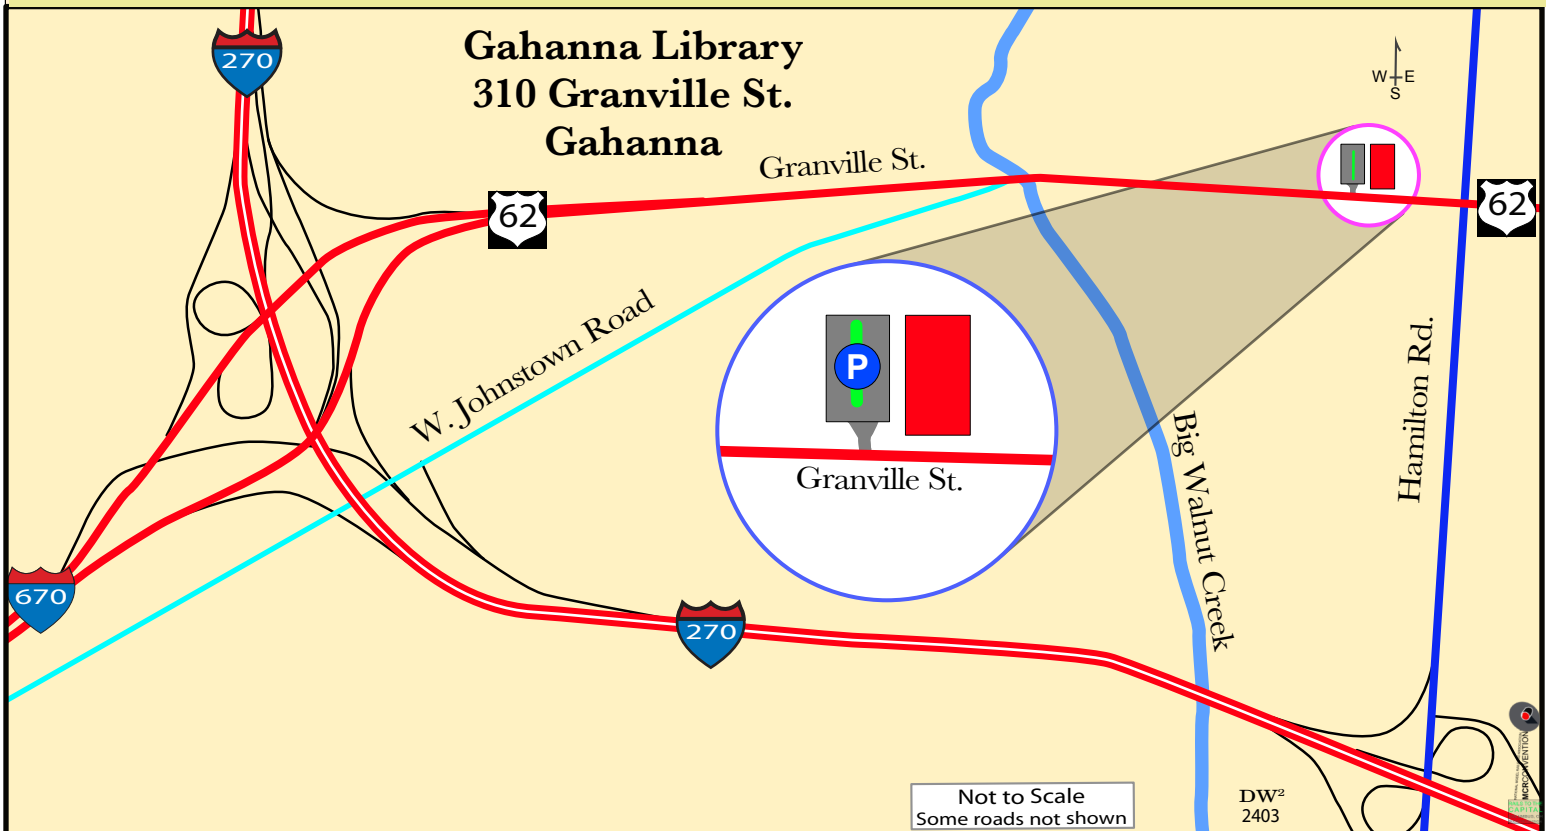 270
Gahanna Library
310 Granville St.
Gahanna
W E
S
Granville St.
62
62
W. Johnstown Road
P
Granville St.
Hamilton Rd.
Big Walnut Creek
670
270
MCRCONVENTION
Not to Scale
Some roads not shown
DW²
2403